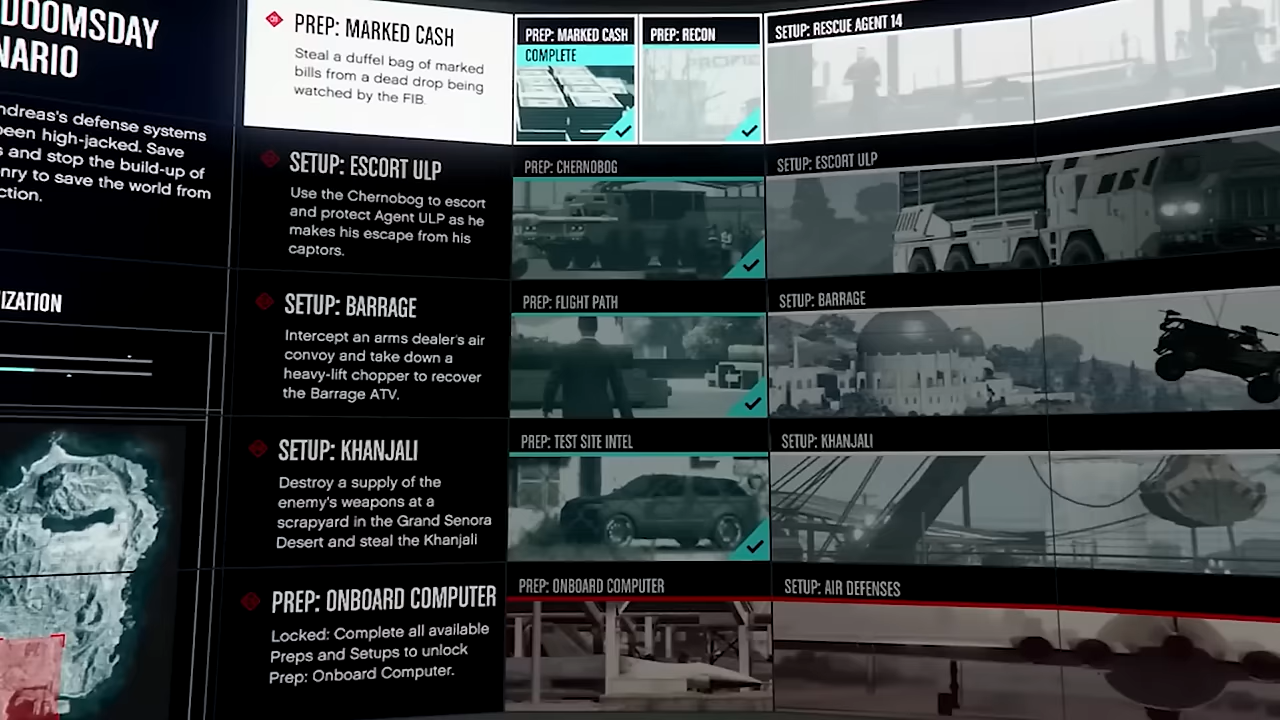 DOOMSDAY
NARIO
ndreas's defense systems
een high-jacked. Save
s and stop the build-up of
nry to save the world from
ction.
IZATION
PREP: MARKED CASH
Steal a duffel bag of marked
bills from a dead drop being
watched by the FIB.
SETUP: ESCORT ULP
Use the Chernobog to escort
and protect Agent ULP as he
makes his escape from his
captors.
SETUP: BARRAGE
Intercept an arms dealer's air
convoy and take down a
heavy-lift chopper to recover
the Barrage ATV.
SETUP: KHANJALI
Destroy a supply of the
enemy's weapons at a
scrapyard in the Grand Senora
Desert and steal the Khanjali
PREP: ONBOARD COMPUTER
Locked: Complete all available
Preps and Setups to unlock
Prep: Onboard Computer.
PREP: MARKED CASH
COMPLETE
PREP: RECON
PREP: CHERNOBOG
PREP: FLIGHT PATH
PREP: TEST SITE INTEL
PREP: ONBOARD COMPUTER
SETUP: RESCUE AGENT 14
SETUP: ESCORT ULP
SETUP: BARRAGE
SETUP: KHANJALI
SETUP: AIR DEFENSES